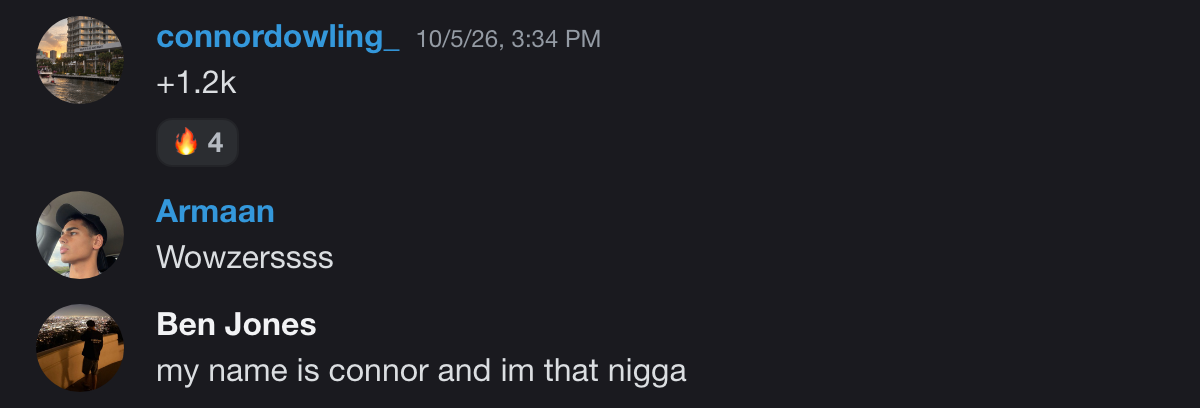 connordowling_ 10/5/26, 3:34 PM
+1.2k
🔥 4
Armaan
Wowzerssss
Ben Jones
my name is connor and im that nigga